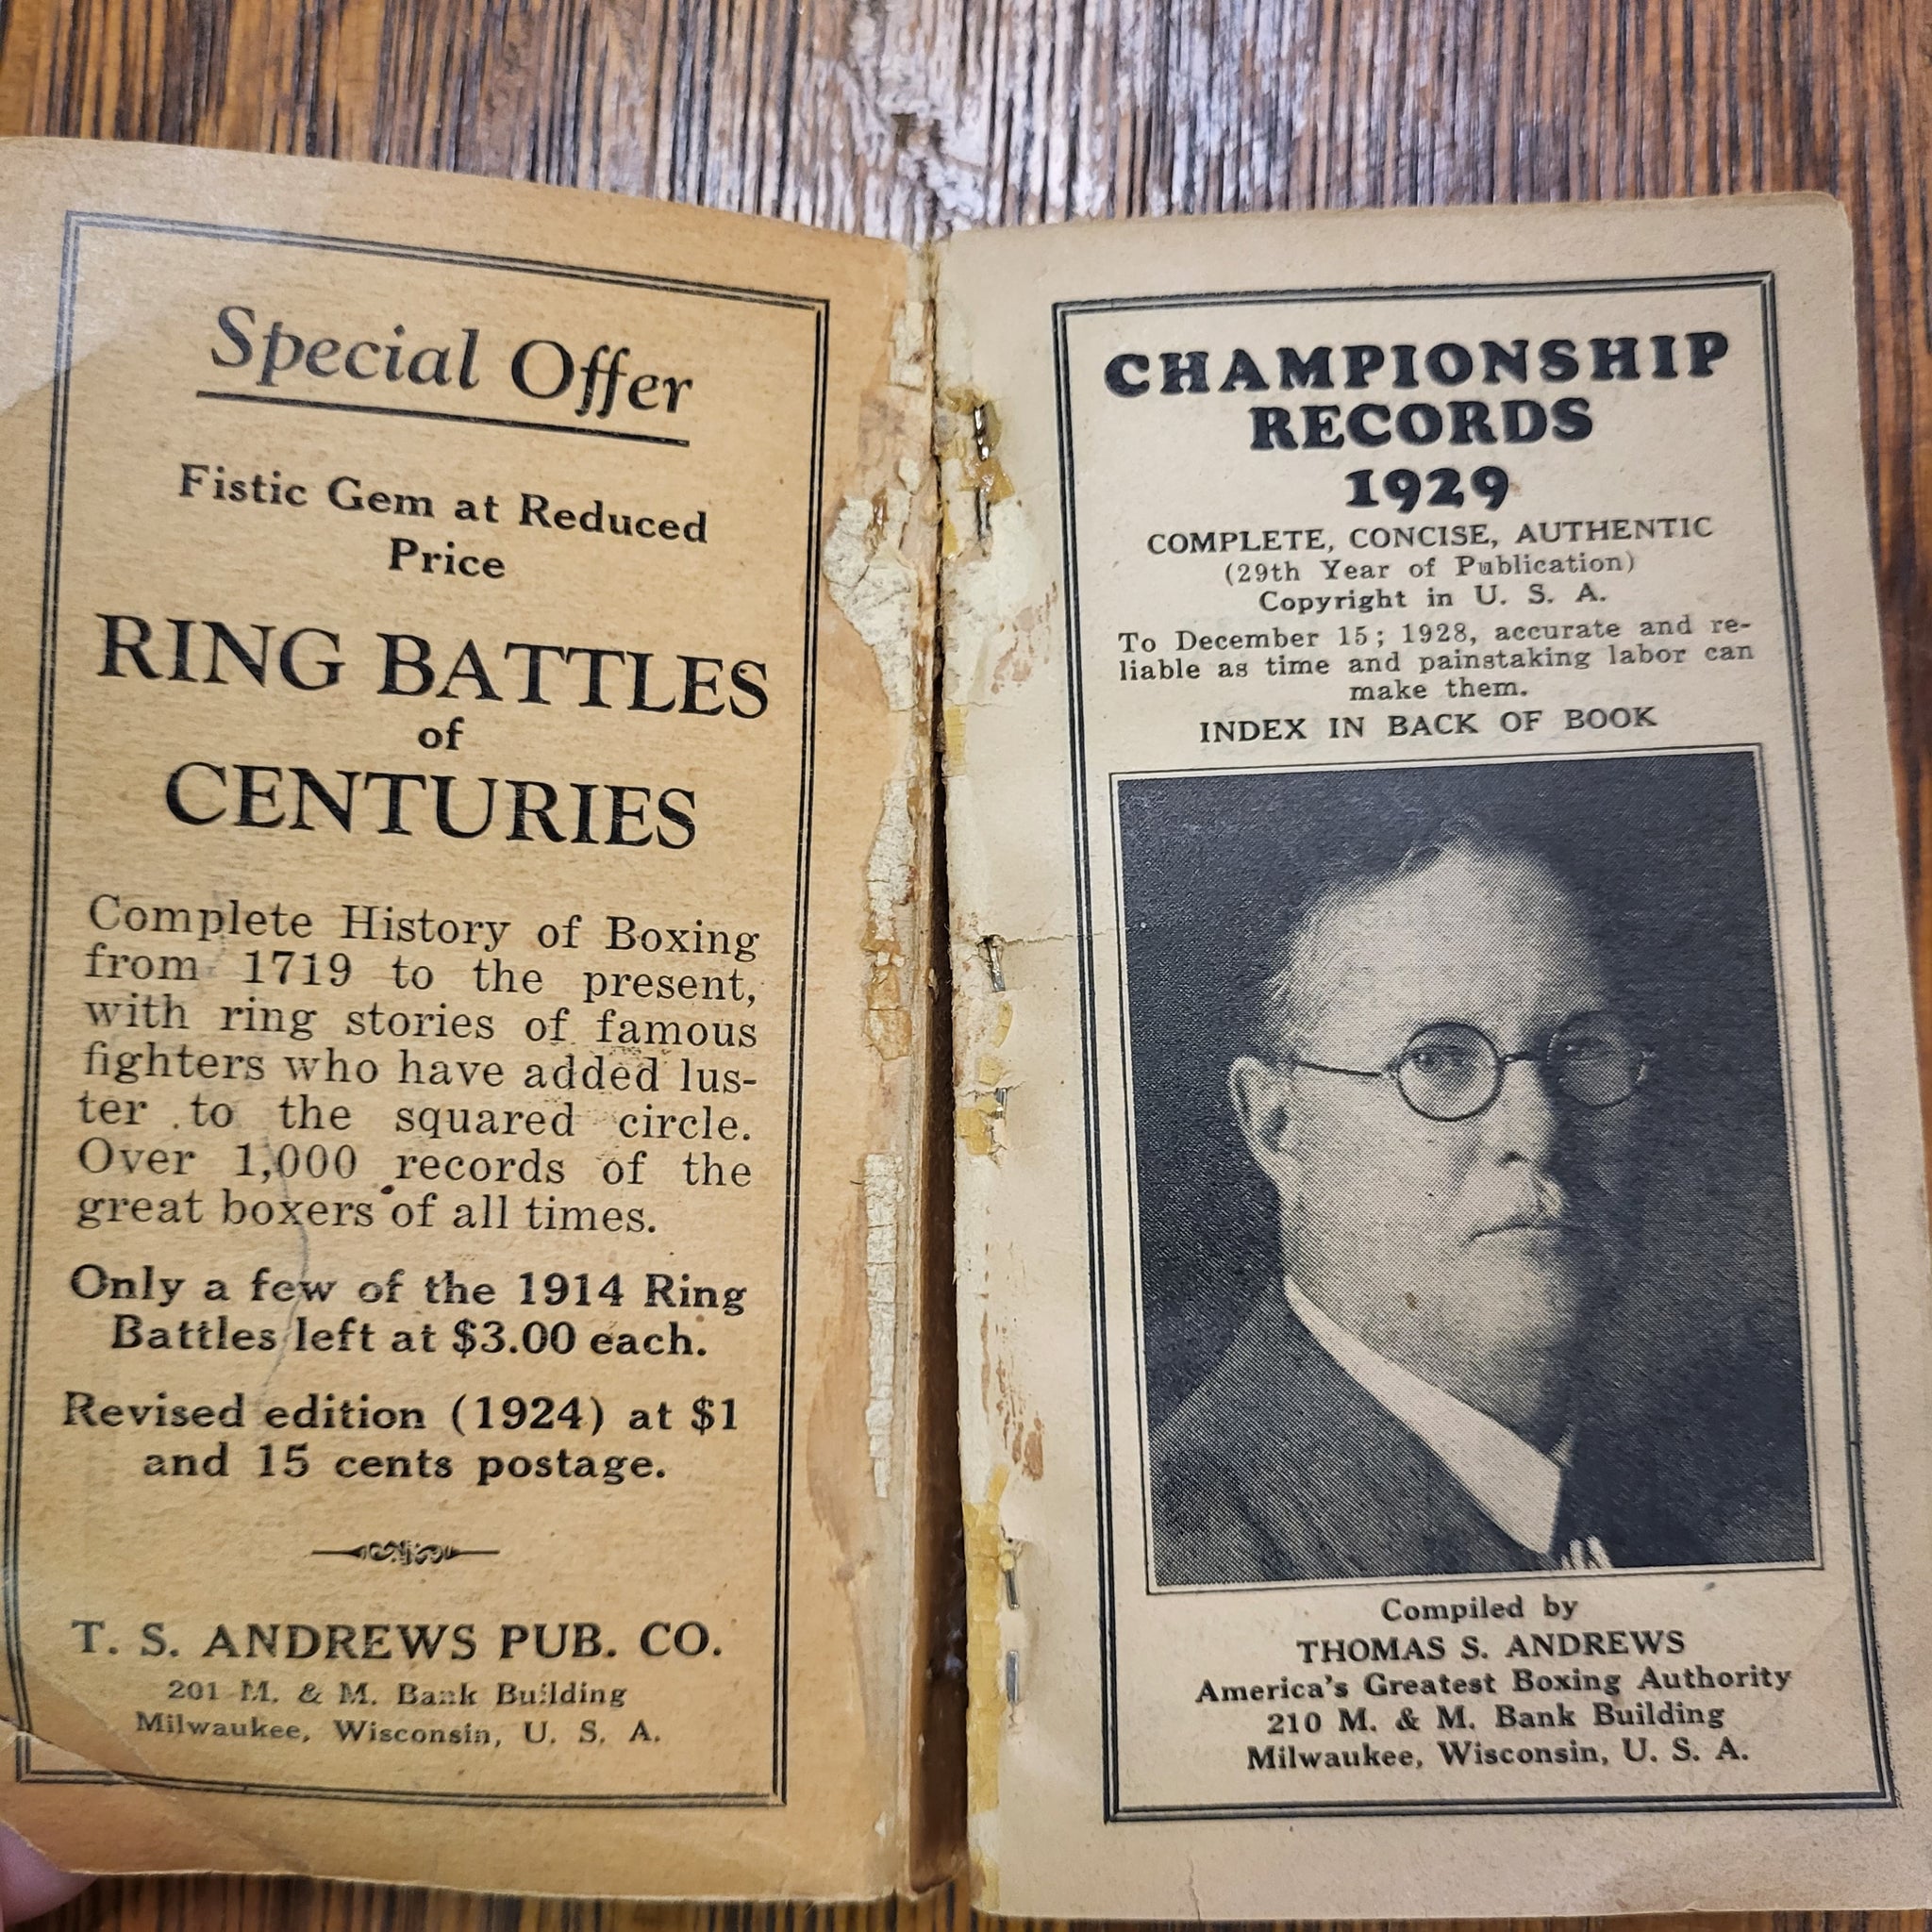 Special Offer
Fistic Gem at Reduced
Price
RING BATTLES
of
CENTURIES
Complete History of Boxing
from 1719 to the present,
with ring stories of famous
fighters who have added lus-
ter to the squared circle.
Over 1,000 records of the
great boxers of all times.
Only a few of the 1914 Ring
Battles left at $3.00 each.
Revised edition (1924) at $1
and 15 cents postage.
T. S. ANDREWS PUB. CO.
201 M. & M. Bank Building
Milwaukee, Wisconsin, U. S. A.
CHAMPIONSHIP
RECORDS
1929
COMPLETE, CONCISE, AUTHENTIC
(29th Year of Publication)
Copyright in U. S. A.
To December 15; 1928, accurate and re-
liable as time and painstaking labor can
make them.
INDEX IN BACK OF BOOK
Compiled by
THOMAS S. ANDREWS
America's Greatest Boxing Authority
210 M. & M. Bank Building
Milwaukee, Wisconsin, U. S. A.